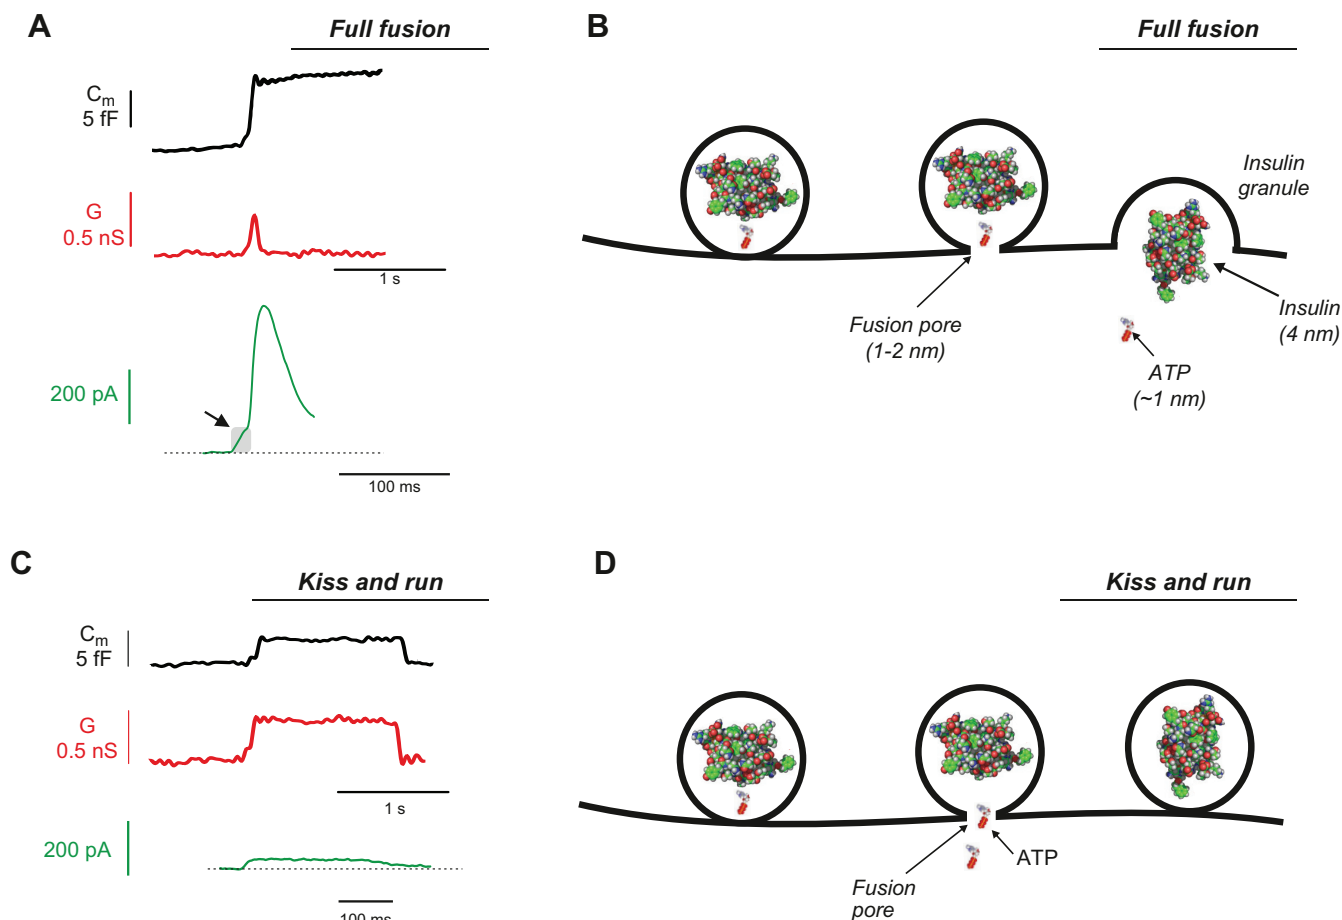 A
Full fusion
Cm
5 fF
G
0.5 nS
1 s
200 pA
100 ms
B
Full fusion
Insulin
granule
Fusion pore
(1-2 nm)
Insulin
(4 nm)
ATP
(~1 nm)
C
Kiss and run
Cm
5 fF
G
0.5 nS
1 s
200 pA
100 ms
D
Kiss and run
ATP
Fusion
pore